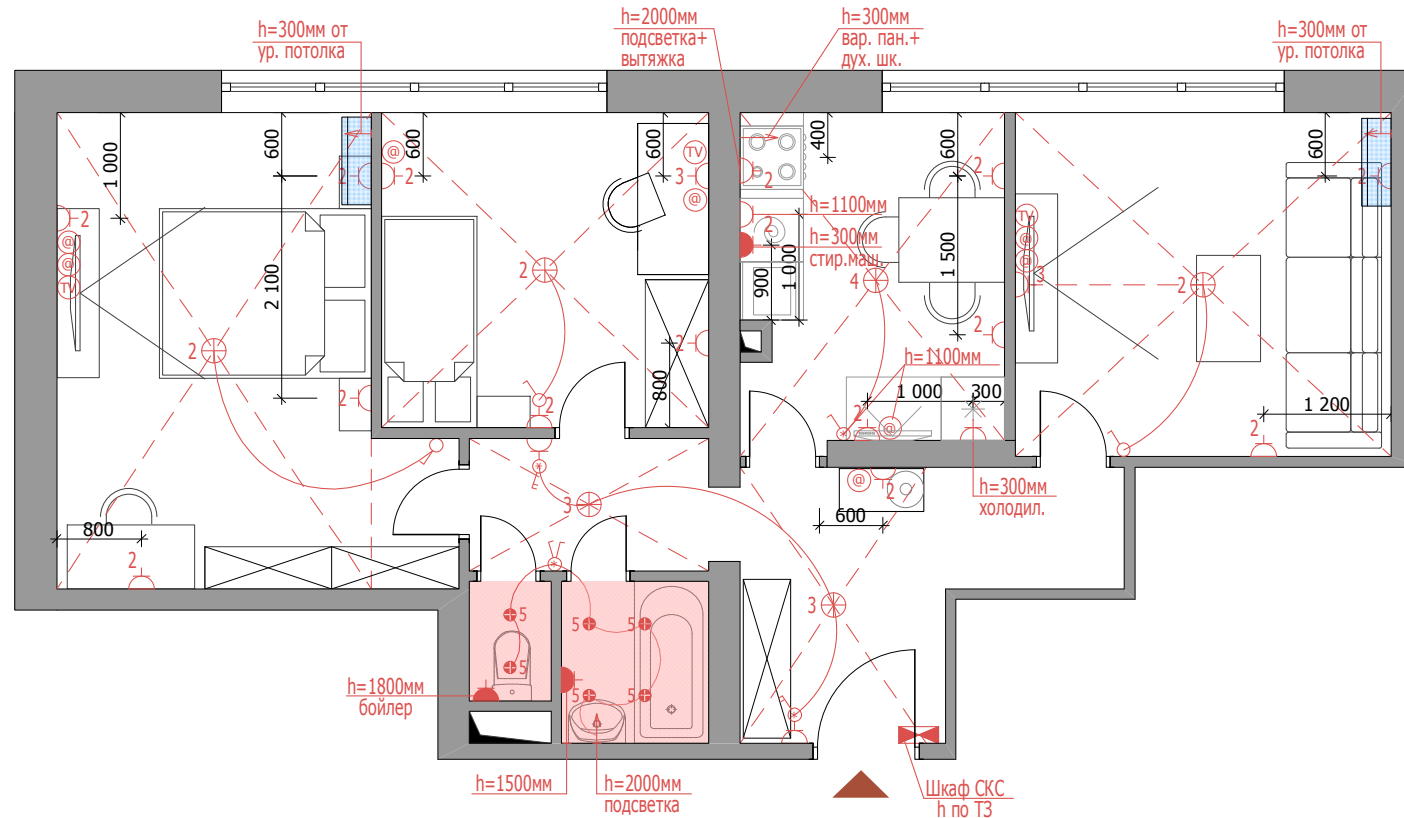 h=300мм от
ур. потолка
h=2000мм
подсветка+
вытяжка
h=300мм
вар. пан.+
дух. шк.
h=300мм от
ур. потолка
1 000
600
600
600
400
600
600
@
TV
2
2
3
2
2
@
2
h=1100мм
2
TV
@
@
@
@
TV
h=300мм
стир.маш.
1 500
2
2
4
3
2
900
1 000
2 100
2
2
2
h=1100мм
800
1 000
300
2
2
2
@
1 200
2
@
2
h=300мм
холодил.
3
600
800
2
3
5
5
5
5
5
5
h=1800мм
бойлер
h=1500мм
h=2000мм
подсветка
Шкаф СКС
h по ТЗ